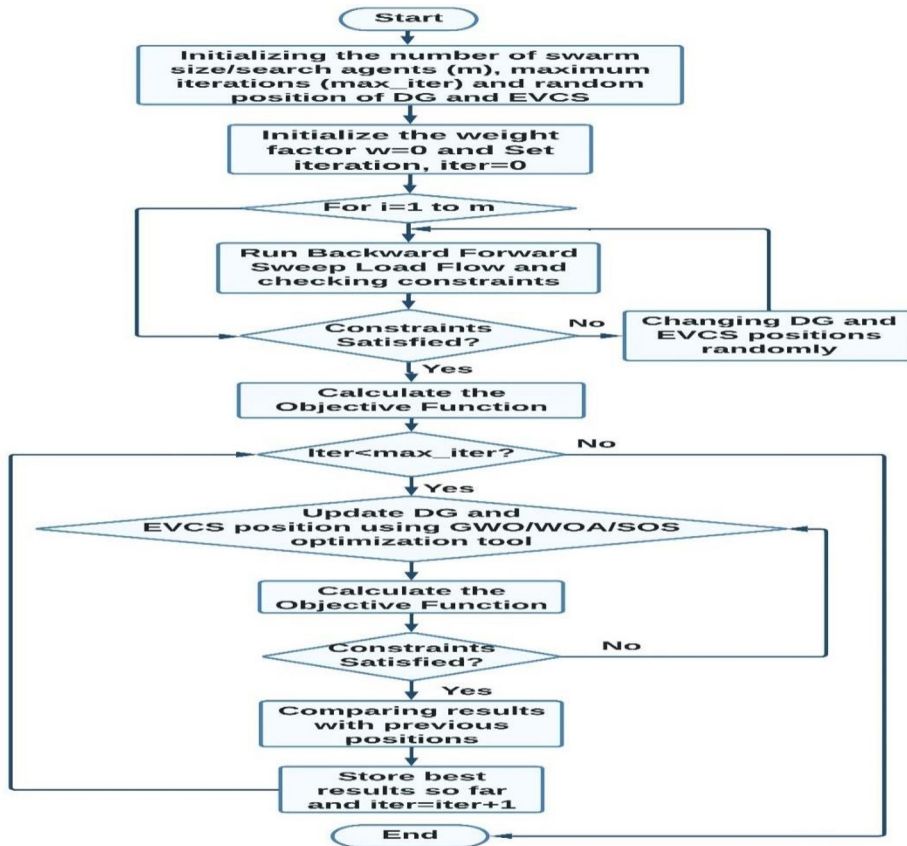 Start
Initializing the number of swarm
size/search agents (m), maximum
iterations (max_iter) and random
position of DG and EVCS
Initialize the weight
factor w=0 and Set
iteration, iter=0
For i=1 to m
Run Backward Forward
Sweep Load Flow and
checking constraints
Constraints
Satisfied?
No
Changing DG and
EVCS positions
randomly
Yes
Calculate the
Objective Function
Iter<max_iter?
No
Yes
Update DG and
EVCS position using GWO/WOA/SOS
optimization tool
Calculate the
Objective Function
Constraints
Satisfied?
No
Yes
Comparing results
with previous
positions
Store best
results so far
and iter=iter+1
End